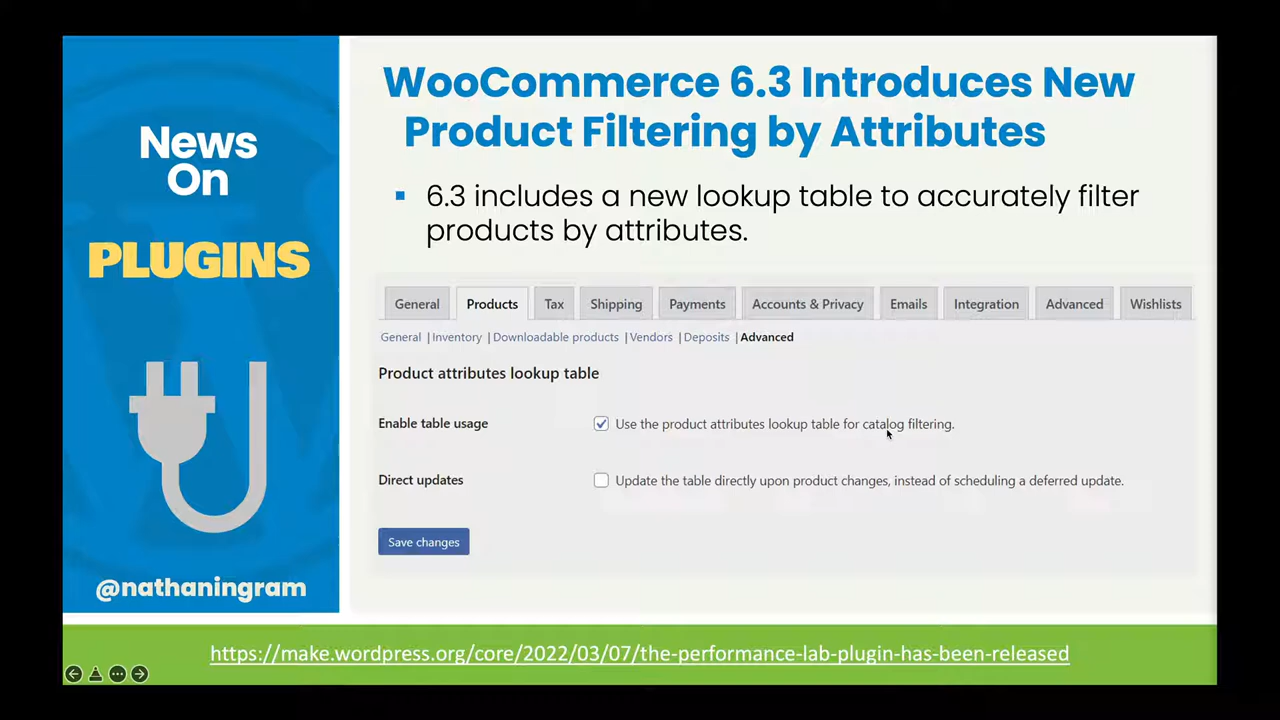 News
On
PLUGINS
@nathaningram
WooCommerce 6.3 Introduces New
Product Filtering by Attributes
6.3 includes a new lookup table to accurately filter
products by attributes.
General Products Tax Shipping Payments Accounts & Privacy Emails Integration Advanced Wishlists
General | Inventory | Downloadable products | Vendors | Deposits | Advanced
Product attributes lookup table
Enable table usage Use the product attributes lookup table for catalog filtering.
Direct updates Update the table directly upon product changes, instead of scheduling a deferred update.
Save changes
https://make.wordpress.org/core/2022/03/07/the-performance-lab-plugin-has-been-released